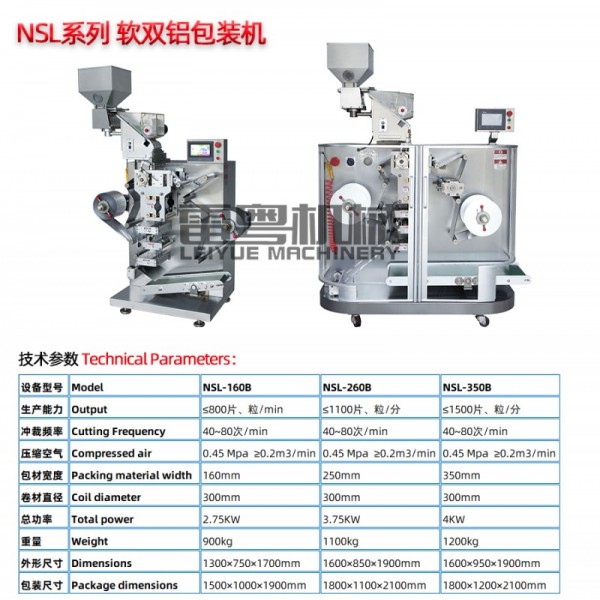 NSL系列 软双铝包装机
雷粤机械
LEIYUE MACHINERY
技术参数 Technical Parameters：
设备型号 Model NSL-160B NSL-260B NSL-350B
生产能力 Output ≤800片、粒/min ≤1100片、粒/分 ≤1500片、粒/分
冲裁频率 Cutting Frequency 40~80次/min 40~80次/min 40~80次/min
压缩空气 Compressed air 0.45 Mpa ≥0.2m3/min 0.45 Mpa ≥0.2m3/min 0.45 Mpa ≥0.2m3/min
包材宽度 Packing material width 160mm 250mm 350mm
卷材直径 Coil diameter 300mm 300mm 300mm
总功率 Total power 2.75KW 3.75KW 4KW
重量 Weight 900kg 1100kg 1200kg
外形尺寸 Dimensions 1300×750×1700mm 1600×850×1900mm 1600×950×1900mm
包装尺寸 Package dimensions 1500×1000×1900mm 1800×1100×2100mm 1800×1200×2100mm